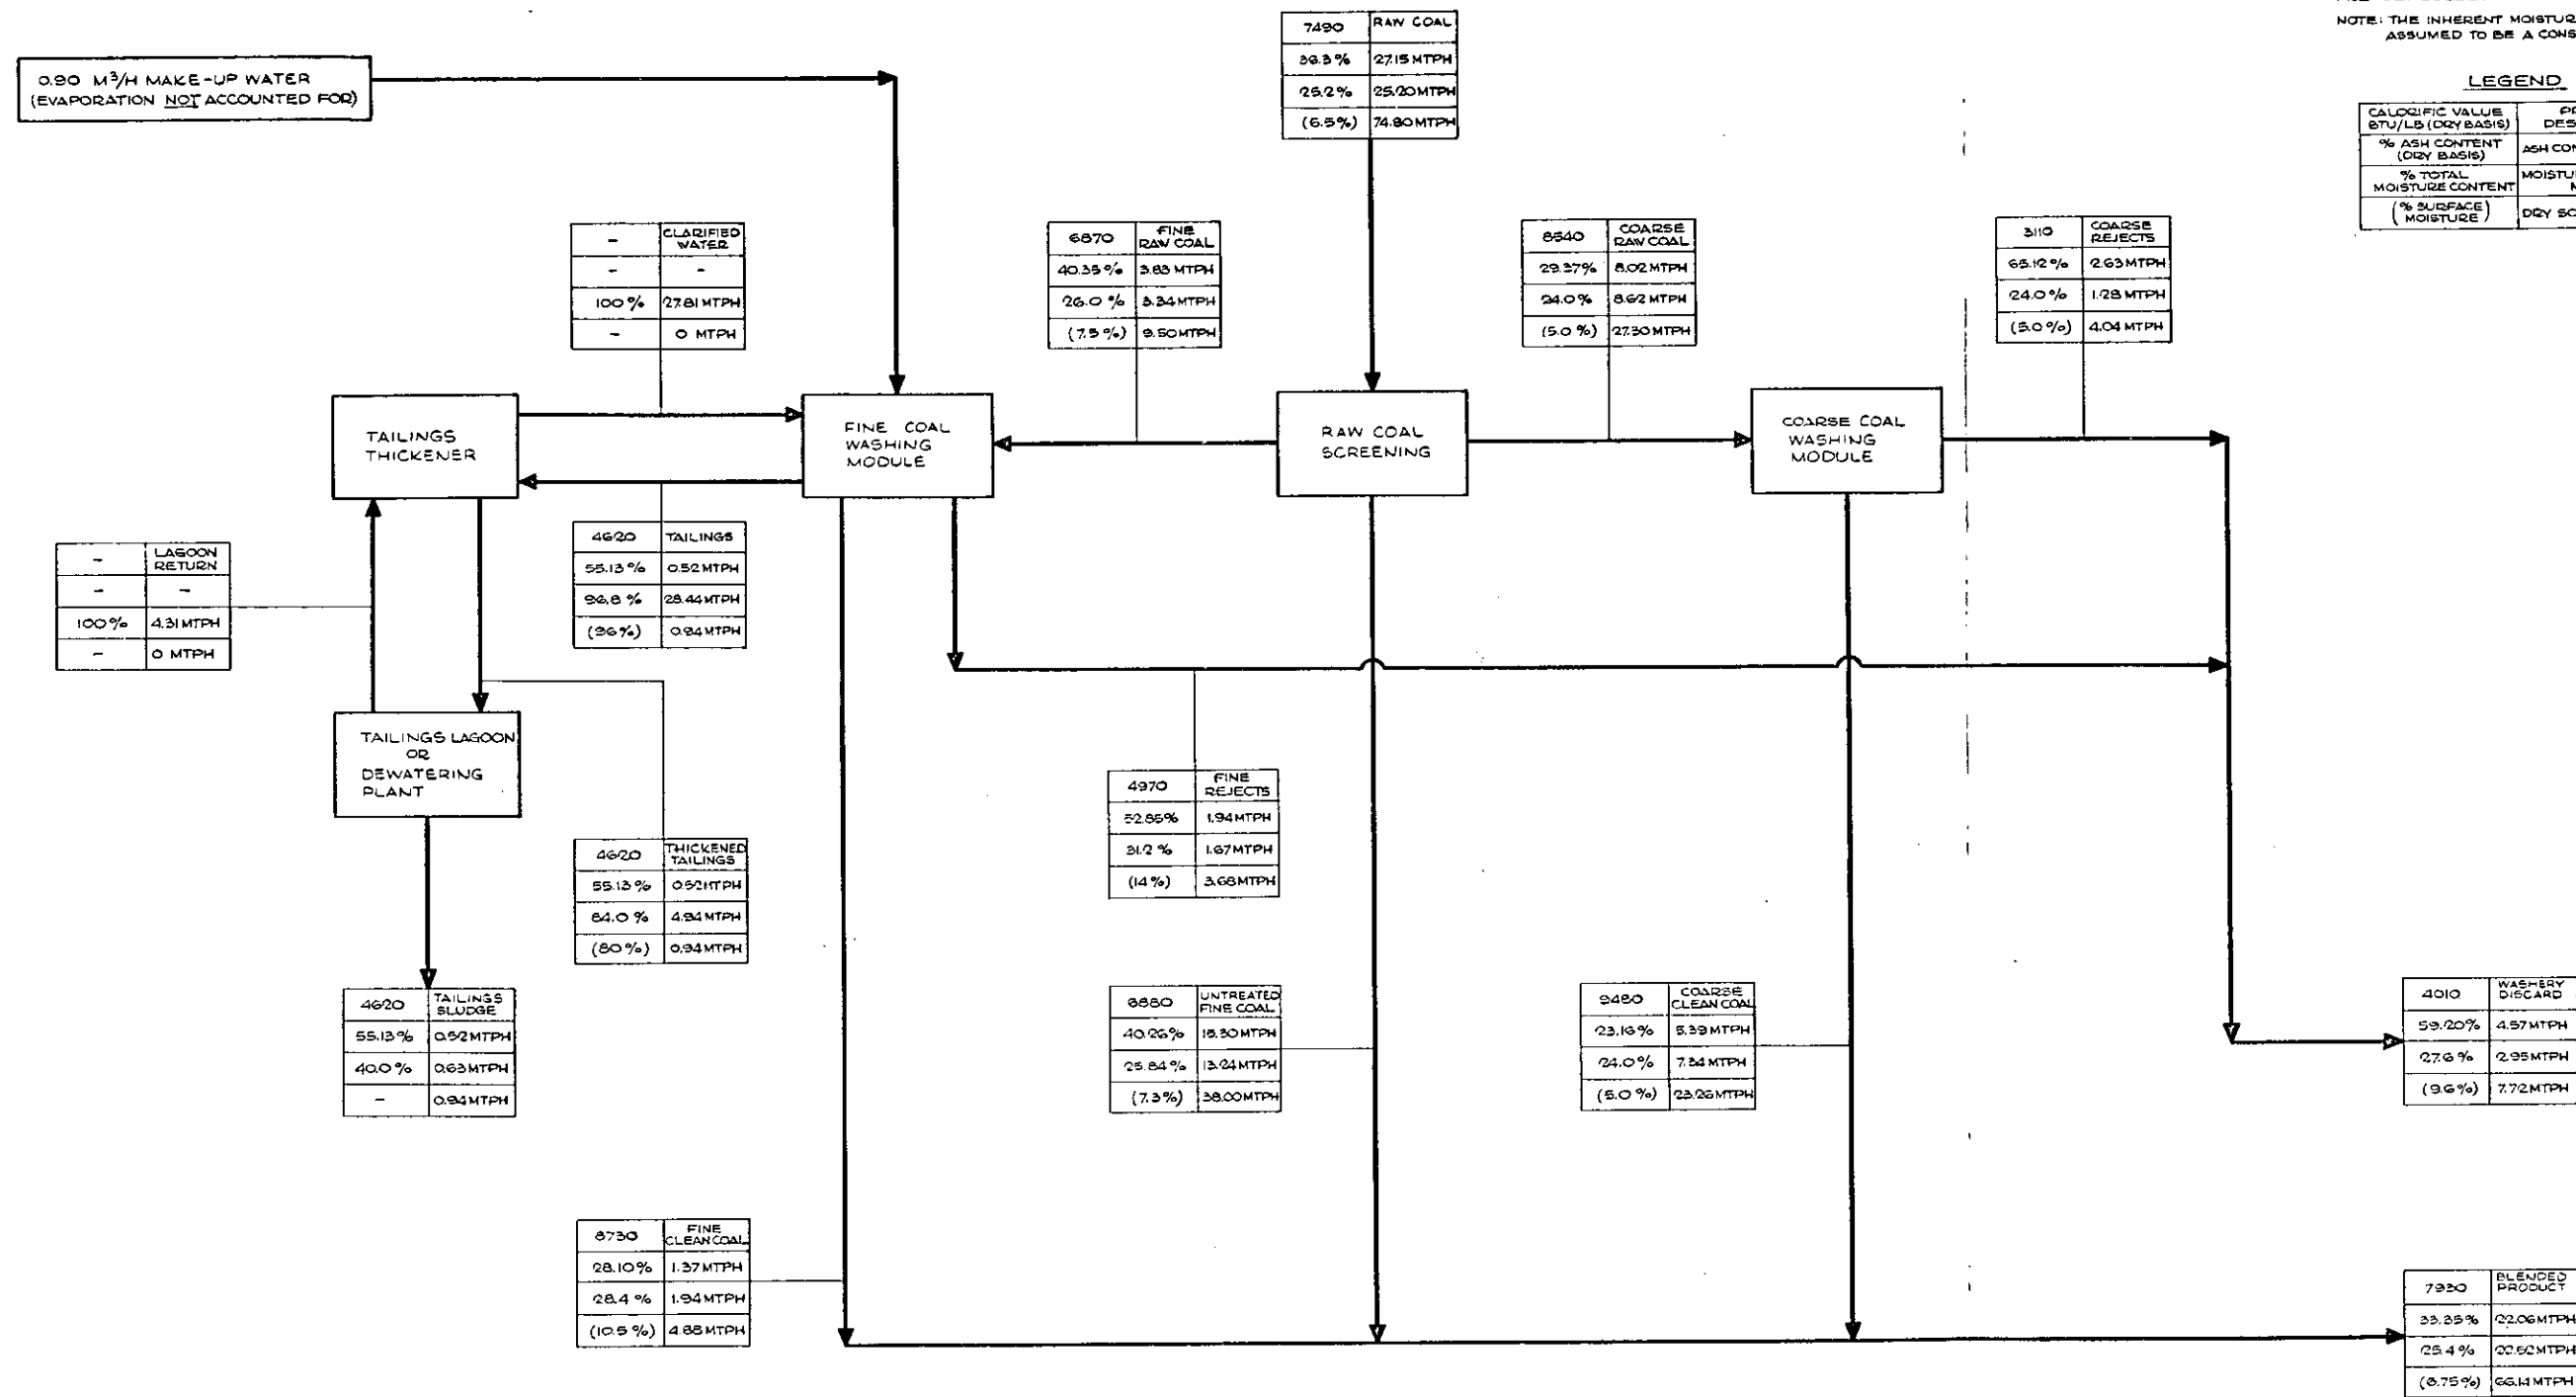 NOTE: THE INHERENT MOISTUR
ASSUMED TO BE A CONS
LEGEND
CALORIFIC VALUE
BTU/LB (DRY BASIS)
DES
% ASH CONTENT
(DRY BASIS)
ASH CON
% TOTAL
MOISTURE CONTENT
MOISTU
(% SURFACE)
MOISTURE
DRY SO
0.90 M³/H MAKE-UP WATER
(EVAPORATION NOT ACCOUNTED FOR)
7490 RAW COAL
36.3% 27.15 MTPH
25.2% 25.20 MTPH
(6.5%) 74.80 MTPH
- CLARIFIED
WATER
- -
100% 27.81 MTPH
- 0 MTPH
6870 FINE
RAW COAL
40.35% 3.83 MTPH
26.0% 3.34 MTPH
(7.5%) 9.50 MTPH
8540 COARSE
RAW COAL
29.37% 8.02 MTPH
24.0% 8.62 MTPH
(5.0%) 27.30 MTPH
3110 COARSE
REJECTS
65.12% 2.63 MTPH
24.0% 1.28 MTPH
(5.0%) 4.04 MTPH
TAILINGS
THICKENER
FINE COAL
WASHING
MODULE
RAW COAL
SCREENING
COARSE COAL
WASHING
MODULE
- LAGOON
RETURN
- -
100% 4.31 MTPH
- 0 MTPH
4620 TAILINGS
55.13% 0.52 MTPH
96.8% 28.44 MTPH
(96%) 0.94 MTPH
TAILINGS LAGOON
OR
DEWATERING
PLANT
4620 THICKENED
TAILINGS
55.13% 0.52 MTPH
84.0% 4.94 MTPH
(80%) 0.94 MTPH
4970 FINE
REJECTS
52.85% 1.94 MTPH
31.2% 1.67 MTPH
(14%) 3.68 MTPH
4620 TAILINGS
SLUDGE
55.13% 0.52 MTPH
40.0% 0.63 MTPH
- 0.94 MTPH
6880 UNTREATED
FINE COAL
40.26% 15.30 MTPH
25.84% 13.24 MTPH
(7.3%) 38.00 MTPH
9480 COARSE
CLEAN COAL
23.16% 5.39 MTPH
24.0% 7.34 MTPH
(5.0%) 23.26 MTPH
4010 WASHERY
DISCARD
59.20% 4.57 MTPH
27.6% 2.95 MTPH
(9.6%) 7.72 MTPH
8730 FINE
CLEAN COAL
28.10% 1.37 MTPH
28.4% 1.94 MTPH
(10.5%) 4.88 MTPH
7930 BLENDED
PRODUCT
33.35% 22.06 MTPH
25.4% 22.52 MTPH
(6.75%) 66.14 MTPH